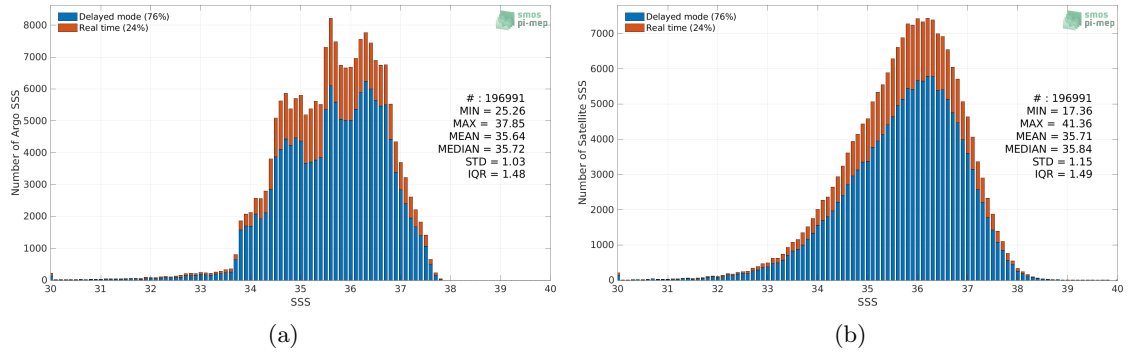 Delayed mode (76%)
Real time (24%)
smos
pi-mep
8000
7000
6000
5000
4000
3000
2000
1000
0
Number of Argo SSS
# : 196991
MIN = 25.26
MAX = 37.85
MEAN = 35.64
MEDIAN = 35.72
STD = 1.03
IQR = 1.48
30 31 32 33 34 35 36 37 38 39 40
SSS
(a)
Delayed mode (76%)
Real time (24%)
smos
pi-mep
7000
6000
5000
4000
3000
2000
1000
0
Number of Satellite SSS
# : 196991
MIN = 17.36
MAX = 41.36
MEAN = 35.71
MEDIAN = 35.84
STD = 1.15
IQR = 1.49
30 31 32 33 34 35 36 37 38 39 40
SSS
(b)